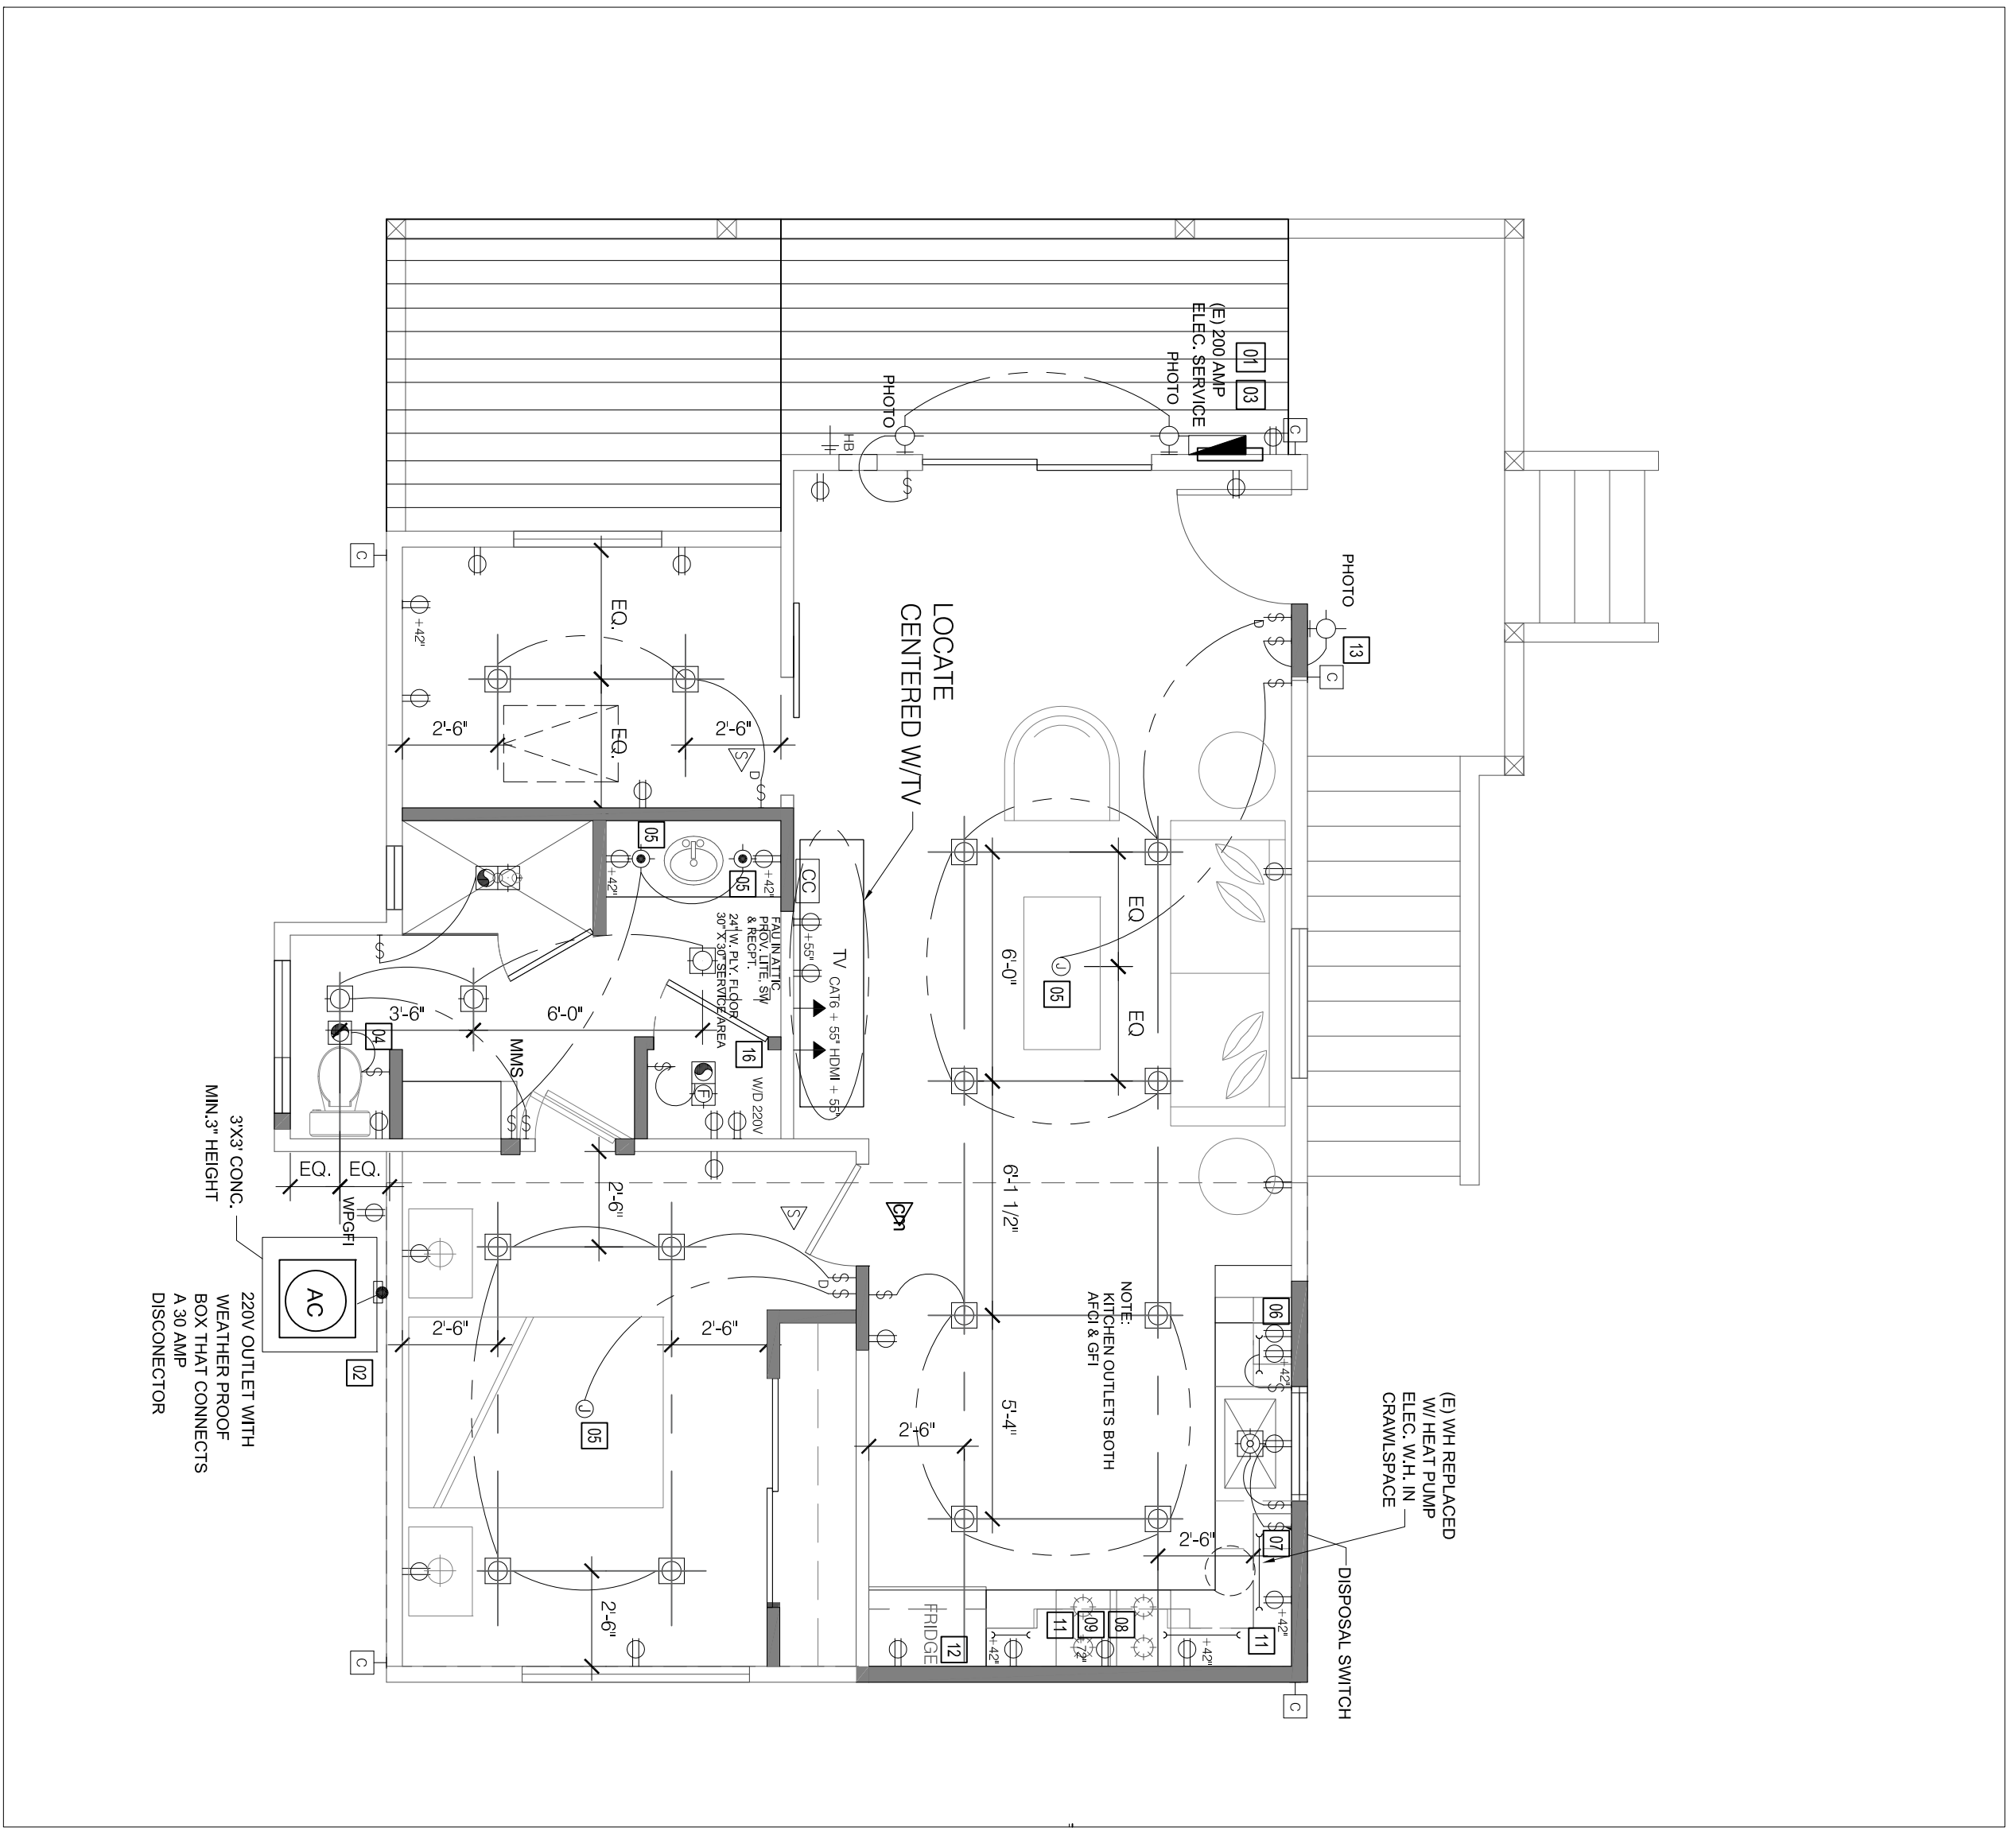 (E) 200 AMP
ELEC. SERVICE
01
03
PHOTO
PHOTO
HB
C
PHOTO
13
C
S
D
S
S
S
C
+42"
EQ.
EQ.
2'-6"
2'-6"
S
D
S
LOCATE
CENTERED W/TV
05
05
+42"
+42"
CC
+55"
TV
CAT6 + 55" HDMI + 55"
EQ
EQ
6'-0"
J
05
FAU IN ATTIC
PROV. LITE, SW
& RECPT.
24" W. PLY. FLOOR
30" X 30" SERVICE AREA
16
W/D 220V
F
S
S
3'-6"
6'-0"
04
S
MMS
S
S
EQ.
EQ.
WPGFI
3'X3' CONC.
MIN.3" HEIGHT
AC
02
220V OUTLET WITH
WEATHER PROOF
BOX THAT CONNECTS
A 30 AMP
DISCONECTOR
2'-6"
2'-6"
2'-6"
2'-6"
J
05
S
cm
S
D
S
S
6'-1 1/2"
5'-4"
2'-6"
2'-6"
NOTE:
KITCHEN OUTLETS BOTH
AFCI & GFI
06
+42"
S
S
S
07
+42"
(E) WH REPLACED
W/ HEAT PUMP
ELEC. W.H. IN
CRAWLSPACE
DISPOSAL SWITCH
11
08
09
11
+42"
+72"
+42"
12
FRIDGE
C
C